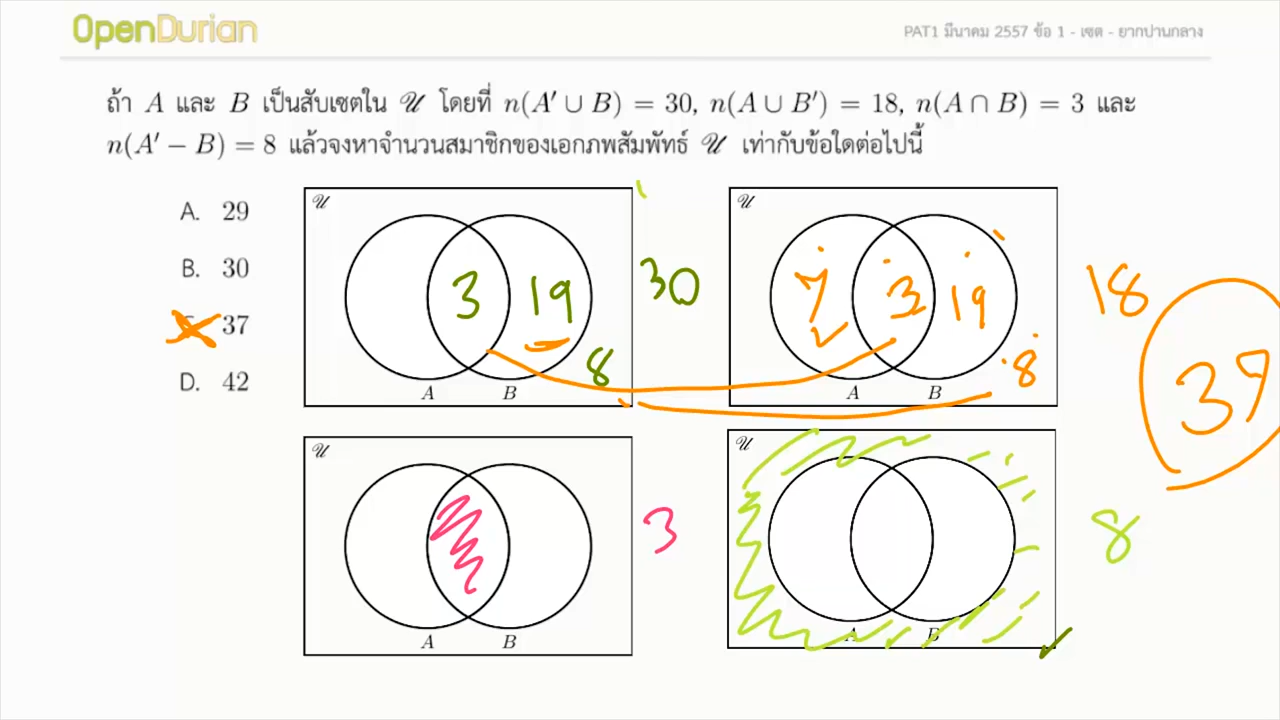 OpenDurian
PAT1 มีนาคม 2557 ข้อ 1 - เซต - ยากปานกลาง
ถ้า A และ B เป็นสับเซตใน 𝒰 โดยที่ n(A′ ∪ B) = 30, n(A ∪ B′) = 18, n(A ∩ B) = 3 และ
n(A′ − B) = 8 แล้วจงหาจำนวนสมาชิกของเอกภพสัมพัทธ์ 𝒰 เท่ากับข้อใดต่อไปนี้
A. 29
B. 30
37
D. 42
𝒰
3 19
8
A B
30
𝒰
7 3 19
8
A B
18
37
𝒰
A B
3
𝒰
A B
8